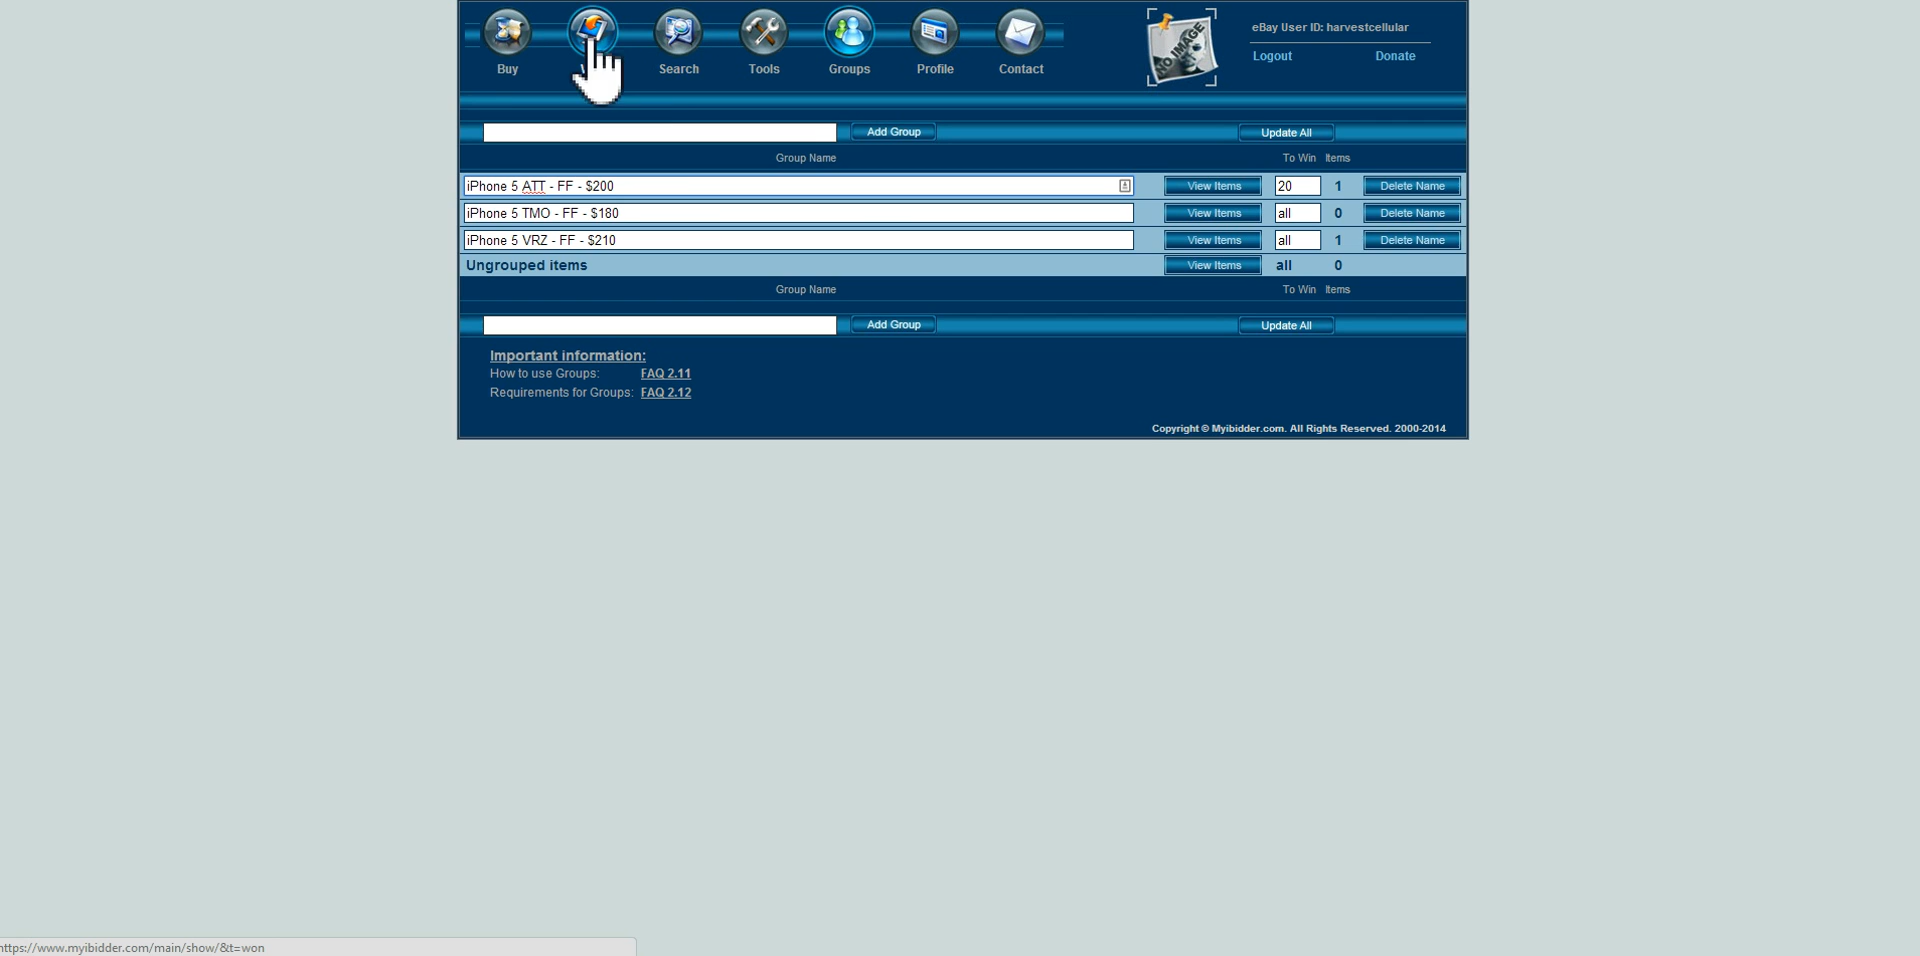 eBay User ID: harvestcellular
Buy Search Tools Groups Profile Contact
Logout Donate
Add Group Update All
Group Name To Win Items
iPhone 5 ATT - FF - $200 View Items 20 1 Delete Name
iPhone 5 TMO - FF - $180 View Items all 0 Delete Name
iPhone 5 VRZ - FF - $210 View Items all 1 Delete Name
Ungrouped items View Items all 0
Group Name To Win Items
Add Group Update All
Important information:
How to use Groups: FAQ 2.11
Requirements for Groups: FAQ 2.12
Copyright © Myibidder.com. All Rights Reserved. 2000-2014
https://www.myibidder.com/main/show/&t=won
NO IMAGE